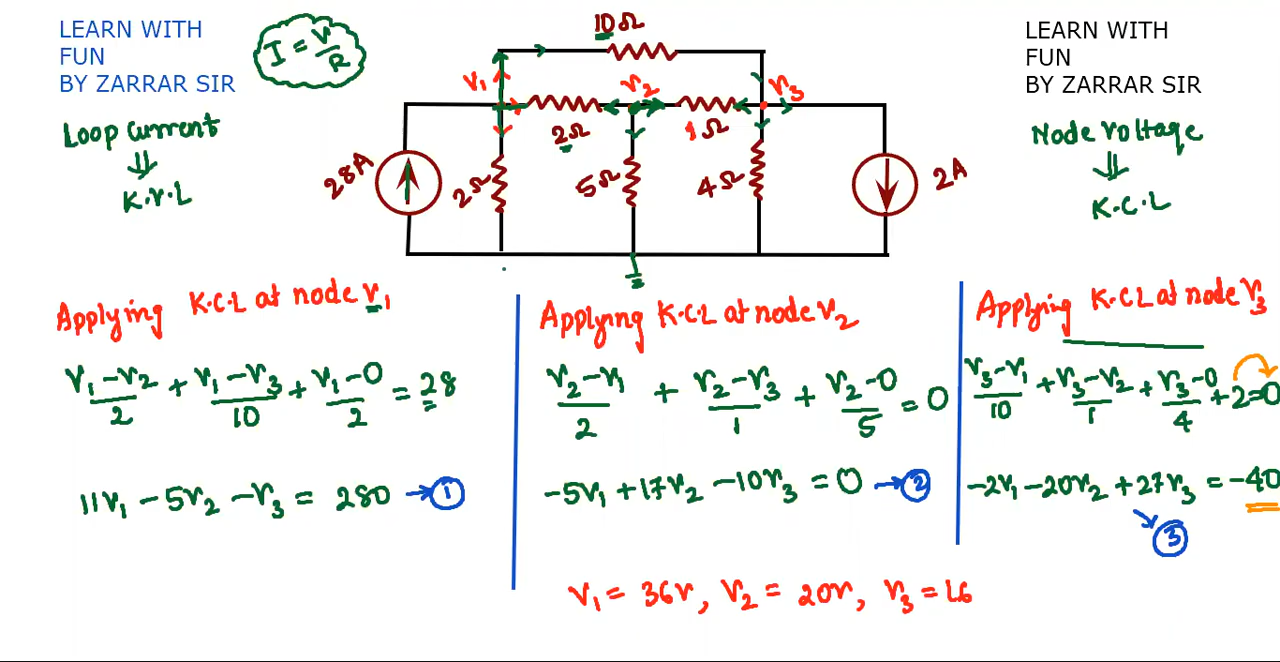 LEARN WITH
FUN
BY ZARRAR SIR
I = V/R
Loop current
⇓
K.V.L
10Ω
V₁
V₂
V₃
2Ω
1Ω
28A
2Ω
5Ω
4Ω
2A
LEARN WITH
FUN
BY ZARRAR SIR
Node voltage
⇓
K.C.L
Applying K.C.L at node V₁
(V₁-V₂)/2 + (V₁-V₃)/10 + (V₁-0)/2 = 28
11V₁ - 5V₂ - V₃ = 280 → ①
Applying K.C.L at node V₂
(V₂-V₁)/2 + (V₂-V₃)/1 + (V₂-0)/5 = 0
-5V₁ + 17V₂ - 10V₃ = 0 → ②
Applying K.C.L at node V₃
(V₃-V₁)/10 + (V₃-V₂)/1 + (V₃-0)/4 + 2 = 0
-2V₁ - 20V₂ + 27V₃ = -40
→ ③
V₁ = 36V, V₂ = 20V, V₃ = 16